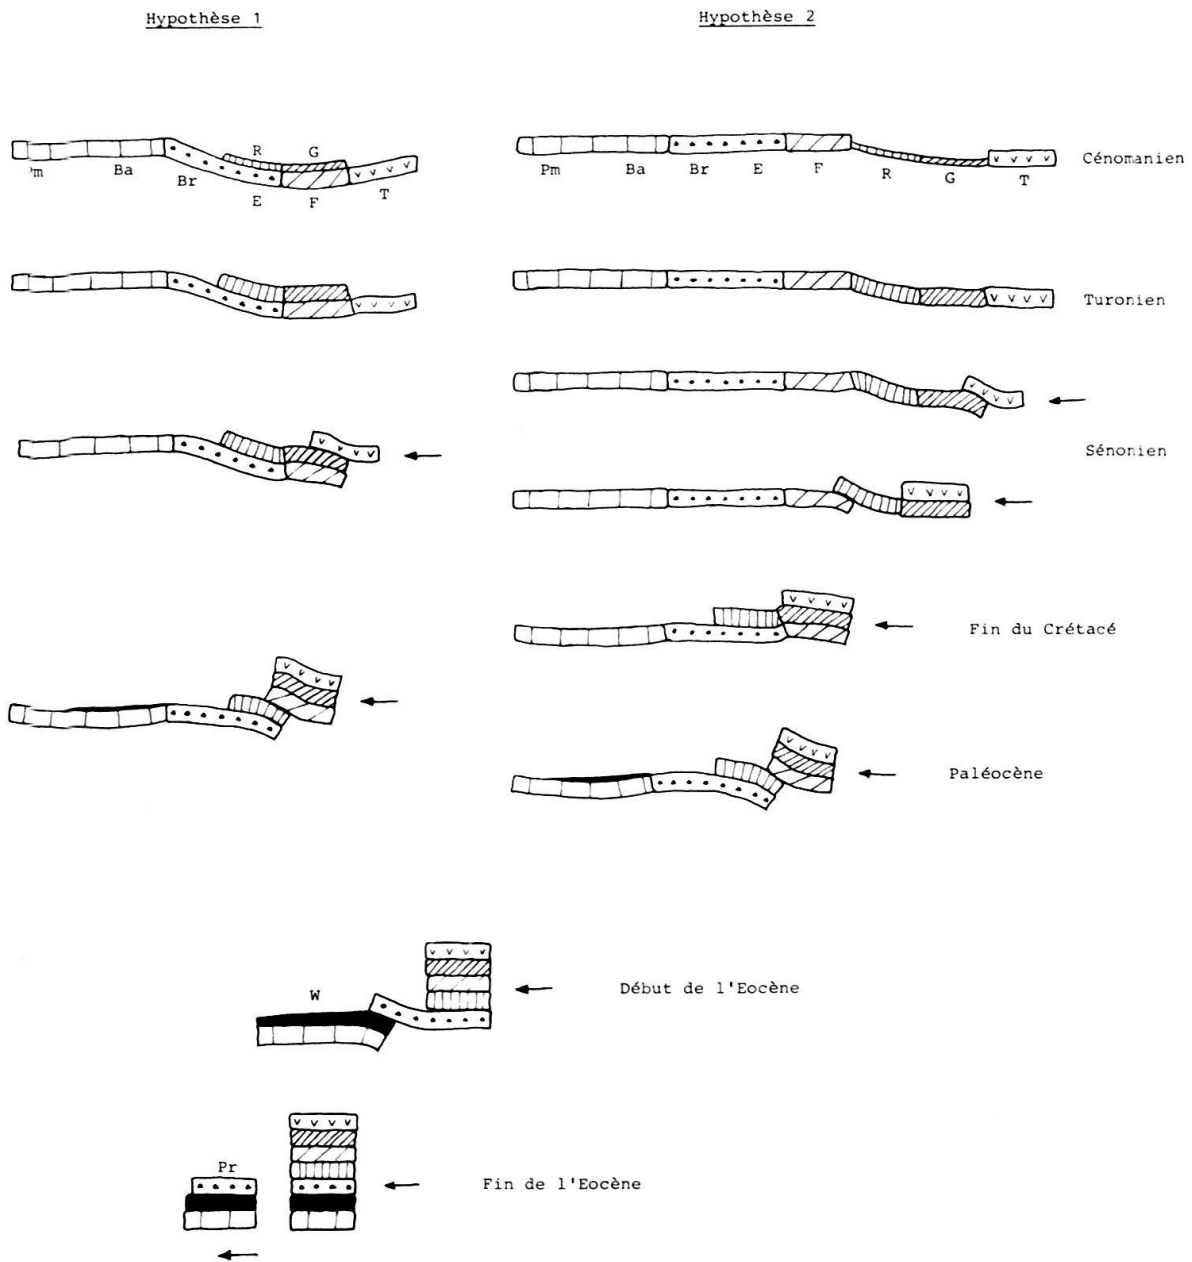 Hypothèse 1
Hypothèse 2
R G
Pm Ba Br E F T
Pm Ba Br E F R G T
Cénomanien
Turonien
Sénonien
Fin du Crétacé
Paléocène
W
Début de l'Eocène
Pr
Fin de l'Eocène